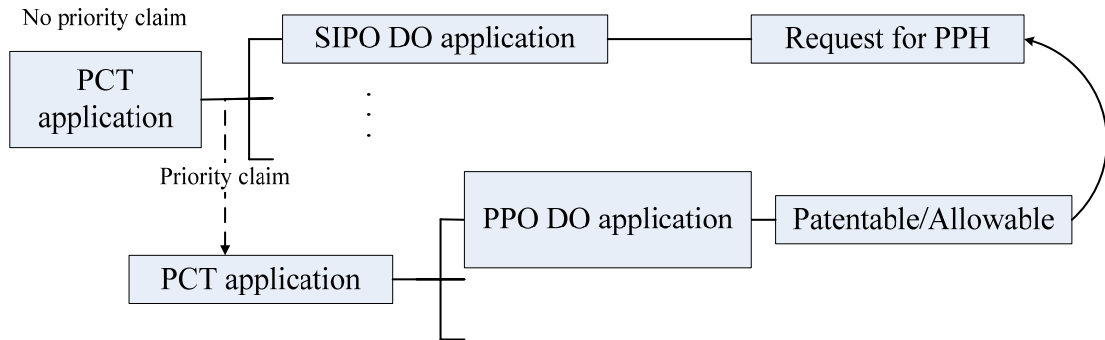 No priority claim
PCT
application
SIPO DO application
Request for PPH
Priority claim
PPO DO application
Patentable/Allowable
PCT application